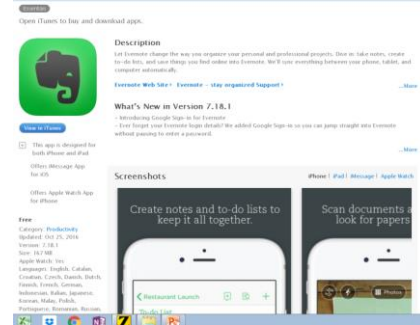 Essentials
Open iTunes to buy and download apps.
Description
Let Evernote change the way you organize your personal and professional projects. Dive in: take notes, create
to-do lists, and save things you find online into Evernote. We'll sync everything between your phone, tablet, and
computer automatically.
Evernote Web Site
Evernote – stay organized Support
...More
What's New in Version 7.18.1
- Introducing Google Sign-in for Evernote
- Ever forget your Evernote login details? We added Google Sign-in so you can jump straight into Evernote
without pausing to enter a password.
...More
View in iTunes
This app is designed for
both iPhone and iPad
Offers iMessage App
for iOS
Offers Apple Watch App
for iPhone
Free
Category: Productivity
Updated: Oct 25, 2016
Version: 7.18.1
Size: 167 MB
Apple Watch: Yes
Languages: English, Catalan,
Croatian, Czech, Danish, Dutch,
Finnish, French, German,
Indonesian, Italian, Japanese,
Korean, Malay, Polish,
Portuguese, Romanian, Russian,
Screenshots
iPhone | iPad | iMessage | Apple Watch
Create notes and to-do lists to
keep it all together.
Restaurant Launch
To-do List
Scan documents a
look for papers
Photos